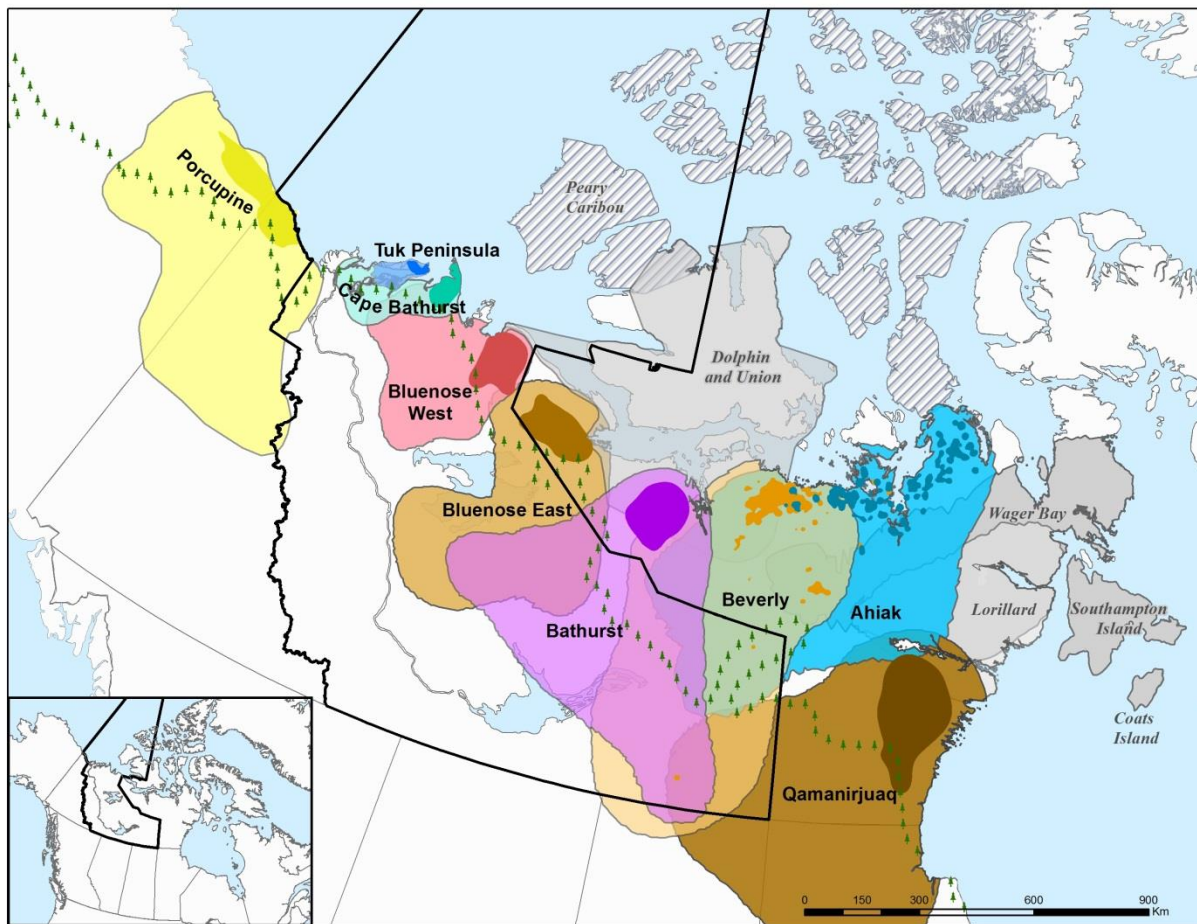 Porcupine
Peary
Caribou
Tuk Peninsula
Cape Bathurst
Dolphin
and Union
Bluenose
West
Bluenose East
Wager Bay
Beverly
Ahiak
Lorillard
Southampton
Island
Bathurst
Coats
Island
Qamanirjuaq
0 150 300 600 900
Km